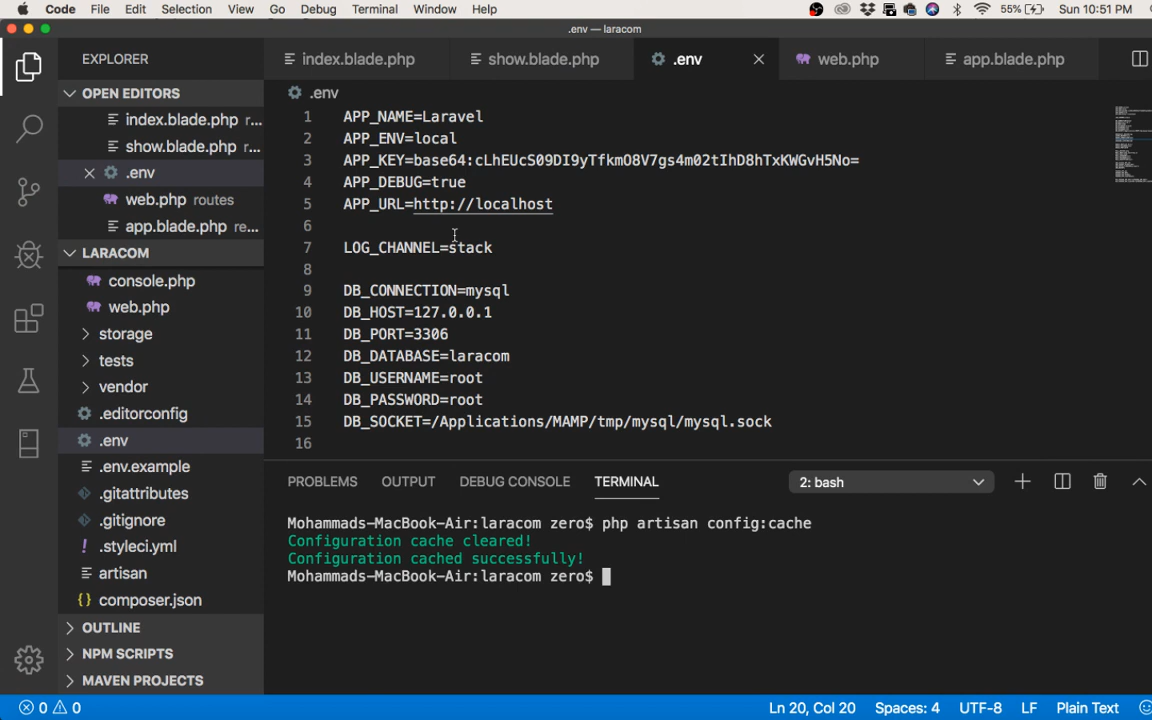 Code File Edit Selection View Go Debug Terminal Window Help 55% Sun 10:51 PM
.env — laracom
EXPLORER
index.blade.php show.blade.php .env web.php app.blade.php
OPEN EDITORS
index.blade.php r...
show.blade.php r...
.env
web.php routes
app.blade.php re...
LARACOM
console.php
web.php
storage
tests
vendor
.editorconfig
.env
.env.example
.gitattributes
.gitignore
.styleci.yml
artisan
composer.json
OUTLINE
NPM SCRIPTS
MAVEN PROJECTS
.env
1 APP_NAME=Laravel
2 APP_ENV=local
3 APP_KEY=base64:cLhEUcS09DI9yTfkmO8V7gs4m02tIhD8hTxKWGvH5No=
4 APP_DEBUG=true
5 APP_URL=http://localhost
6
7 LOG_CHANNEL=stack
8
9 DB_CONNECTION=mysql
10 DB_HOST=127.0.0.1
11 DB_PORT=3306
12 DB_DATABASE=laracom
13 DB_USERNAME=root
14 DB_PASSWORD=root
15 DB_SOCKET=/Applications/MAMP/tmp/mysql/mysql.sock
16
PROBLEMS OUTPUT DEBUG CONSOLE TERMINAL 2: bash
Mohammads-MacBook-Air:laracom zero$ php artisan config:cache
Configuration cache cleared!
Configuration cached successfully!
Mohammads-MacBook-Air:laracom zero$
0 0 Ln 20, Col 20 Spaces: 4 UTF-8 LF Plain Text